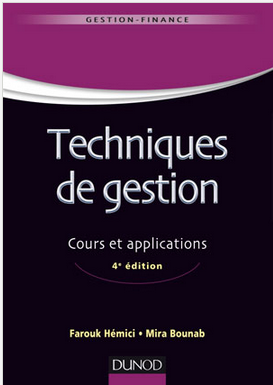 GESTION-FINANCE
Techniques
de gestion
Cours et applications
4e édition
Farouk Hémici • Mira Bounab
DUNOD